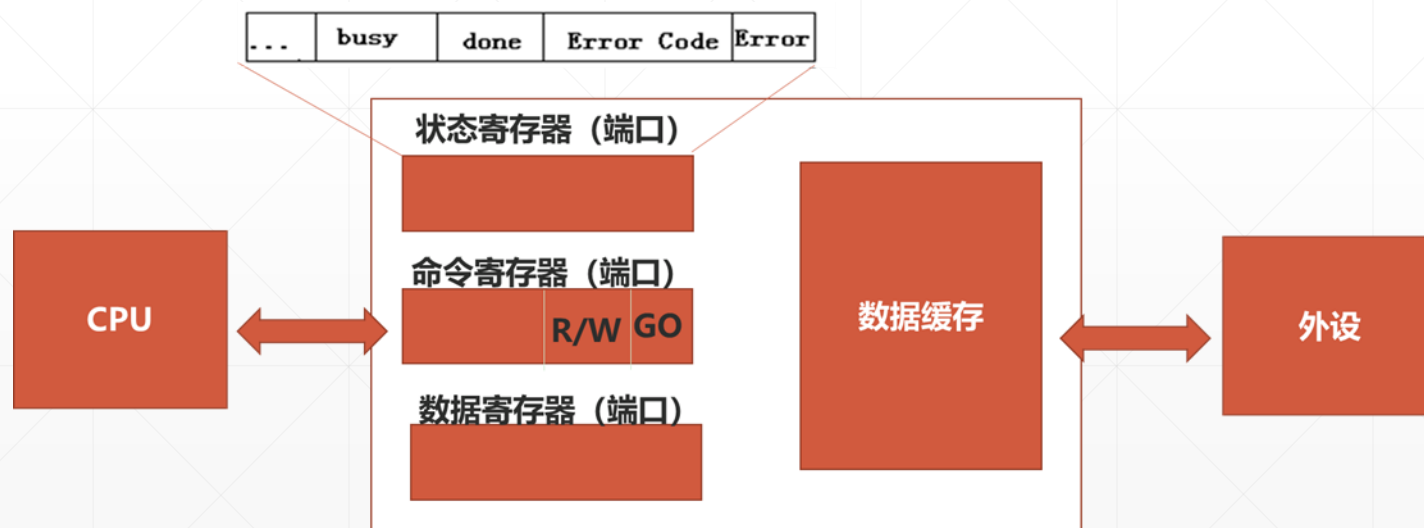 ... busy done Error Code Error
状态寄存器（端口）
命令寄存器（端口）
R/W GO
CPU
数据缓存
外设
数据寄存器（端口）